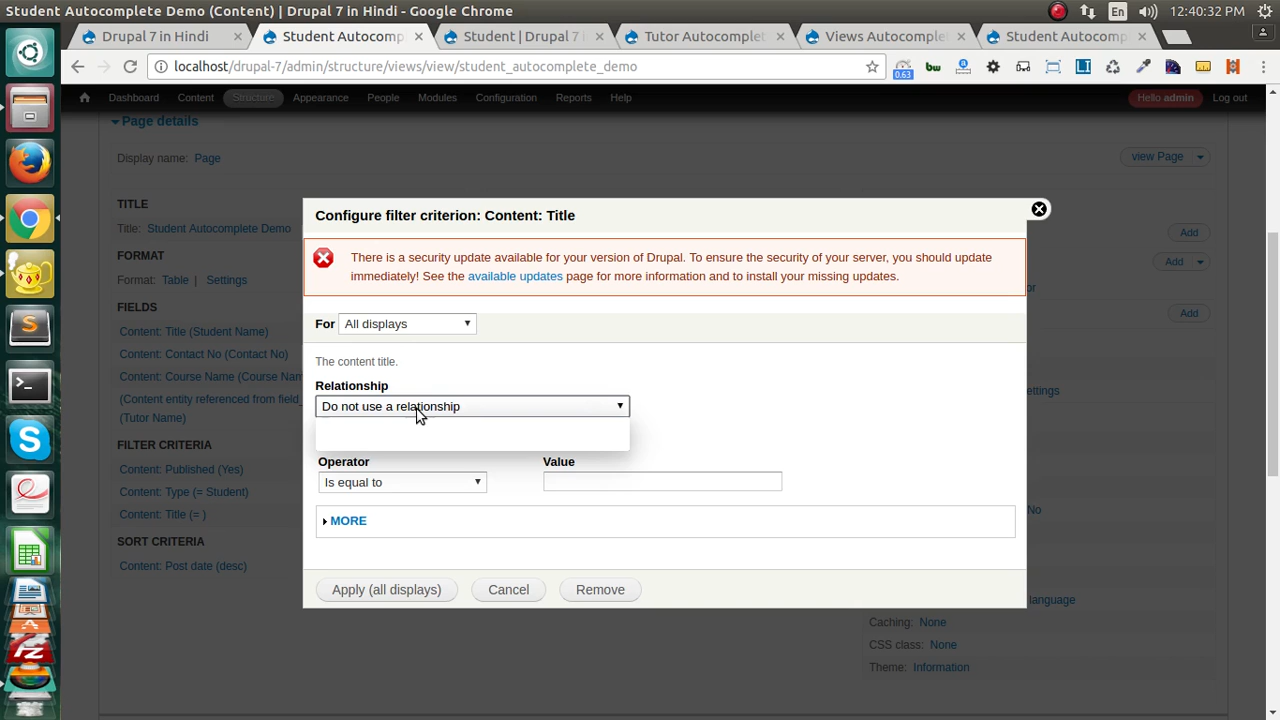 Student Autocomplete Demo (Content) | Drupal 7 in Hindi - Google Chrome
En
12:40:32 PM
Drupal 7 in Hindi
Student Autocomp
Student | Drupal 7
Tutor Autocomplet
Views Autocomple
Student Autocomp
localhost/drupal-7/admin/structure/views/view/student_autocomplete_demo
0.63
bw
Dashboard
Content
Structure
Appearance
People
Modules
Configuration
Reports
Help
Hello admin
Log out
Page details
Display name: Page
view Page
TITLE
Title: Student Autocomplete Demo
FORMAT
Format: Table | Settings
FIELDS
Content: Title (Student Name)
Content: Contact No (Contact No)
Content: Course Name (Course Nam
(Content entity referenced from field_
(Tutor Name)
FILTER CRITERIA
Content: Published (Yes)
Content: Type (= Student)
Content: Title (= )
SORT CRITERIA
Content: Post date (desc)
Configure filter criterion: Content: Title
There is a security update available for your version of Drupal. To ensure the security of your server, you should update
immediately! See the available updates page for more information and to install your missing updates.
For All displays
The content title.
Relationship
Do not use a relationship
Operator
Value
Is equal to
MORE
Apply (all displays)
Cancel
Remove
Add
Add
or
Add
ettings
No
language
Caching: None
CSS class: None
Theme: Information